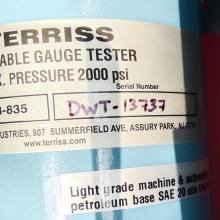 TERRISS
ABLE GAUGE TESTER
X. PRESSURE 2000 psi
Serial Number
-835
DWT-13737
USTRIES, 807 SUMMERFIELD AVE, ASBURY PARK, NJ
www.terriss.com
Light grade machine &
petroleum base SAE 20